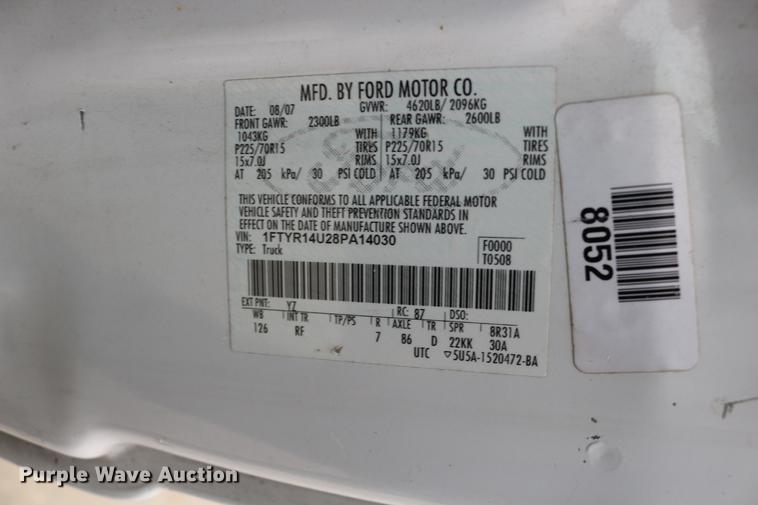 MFD. BY FORD MOTOR CO.
DATE: 08/07 GVWR: 4620LB/ 2096KG
FRONT GAWR: 2300LB REAR GAWR: 2600LB
1043KG WITH 1179KG WITH
P225/70R15 TIRES P225/70R15 TIRES
15x7.0J RIMS 15x7.0J RIMS
AT 205 kPa/ 30 PSI COLD AT 205 kPa/ 30 PSI COLD
THIS VEHICLE CONFORMS TO ALL APPLICABLE FEDERAL MOTOR
VEHICLE SAFETY AND THEFT PREVENTION STANDARDS IN
EFFECT ON THE DATE OF MANUFACTURE SHOWN ABOVE.
VIN: 1FTYR14U28PA14030 F0000
TYPE: Truck T0508
EXT PNT: YZ RC: 87 DSO:
WB INT TR TP/PS R AXLE TR SPR 8R31A
126 RF 7 86 D 22KK 30A
UTC ▽5U5A-1520472-BA
8052
Purple Wave Auction